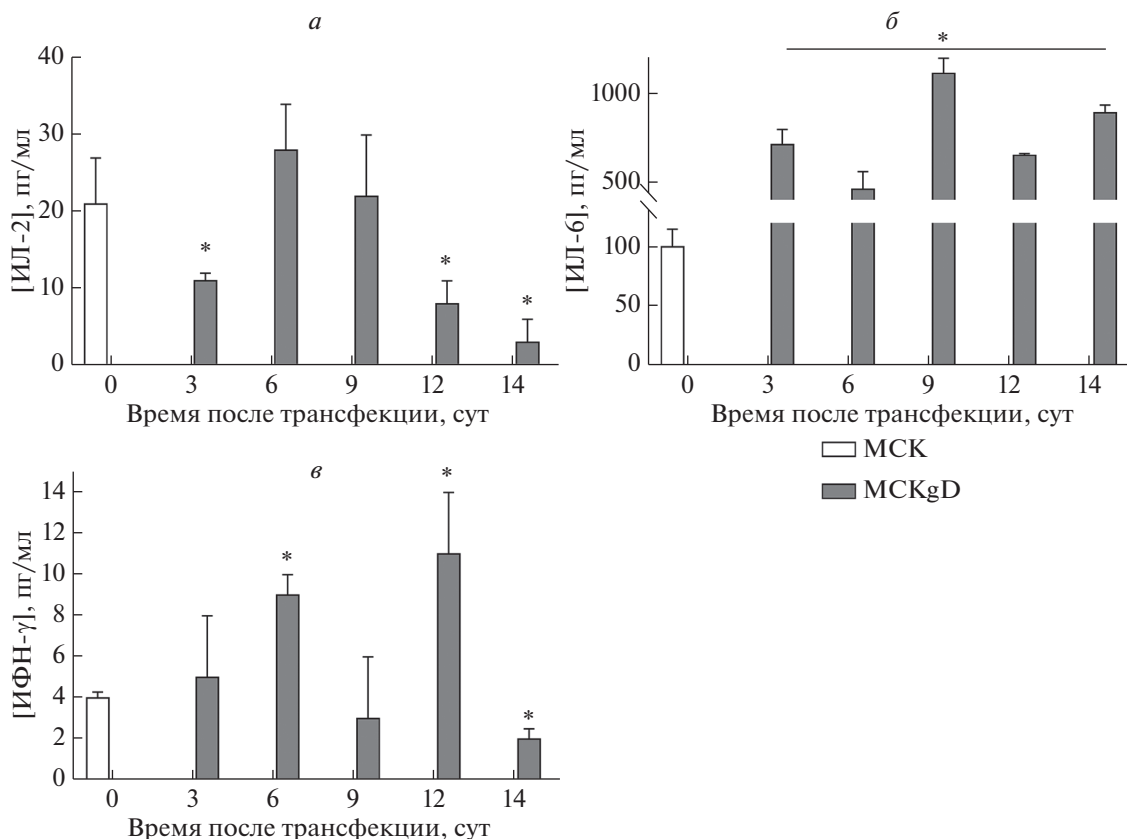 а
40
30
20
10
0
[ИЛ-2], пг/мл
*
*
*
0 3 6 9 12 14
Время после трансфекции, сут
б
*
1000
500
100
50
0
[ИЛ-6], пг/мл
0 3 6 9 12 14
Время после трансфекции, сут
МСК
МСКgD
в
14
12
10
8
6
4
2
0
[ИФН-γ], пг/мл
*
*
*
0 3 6 9 12 14
Время после трансфекции, сут